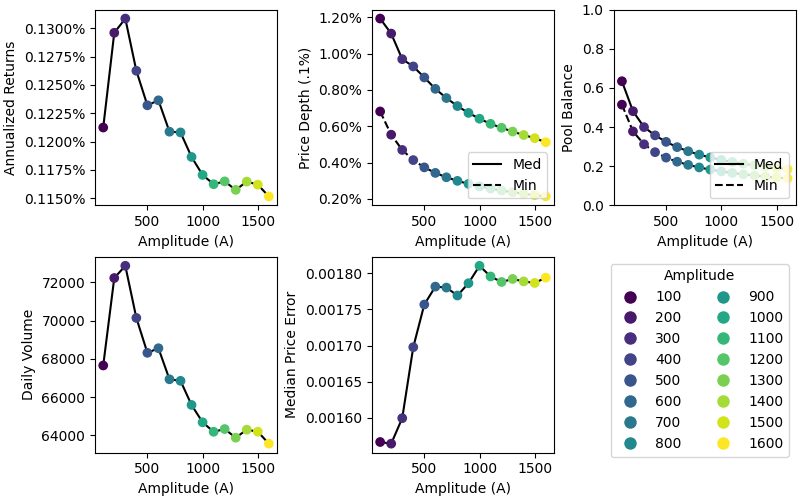 Annualized Returns
0.1300%
0.1275%
0.1250%
0.1225%
0.1200%
0.1175%
0.1150%
500 1000 1500
Amplitude (A)
Price Depth (.1%)
1.20%
1.00%
0.80%
0.60%
0.40%
0.20%
Med
Min
500 1000 1500
Amplitude (A)
Pool Balance
1.0
0.8
0.6
0.4
0.2
0.0
Med
Min
500 1000 1500
Amplitude (A)
Daily Volume
72000
70000
68000
66000
64000
500 1000 1500
Amplitude (A)
Median Price Error
0.00180
0.00175
0.00170
0.00165
0.00160
500 1000 1500
Amplitude (A)
Amplitude
100 900
200 1000
300 1100
400 1200
500 1300
600 1400
700 1500
800 1600